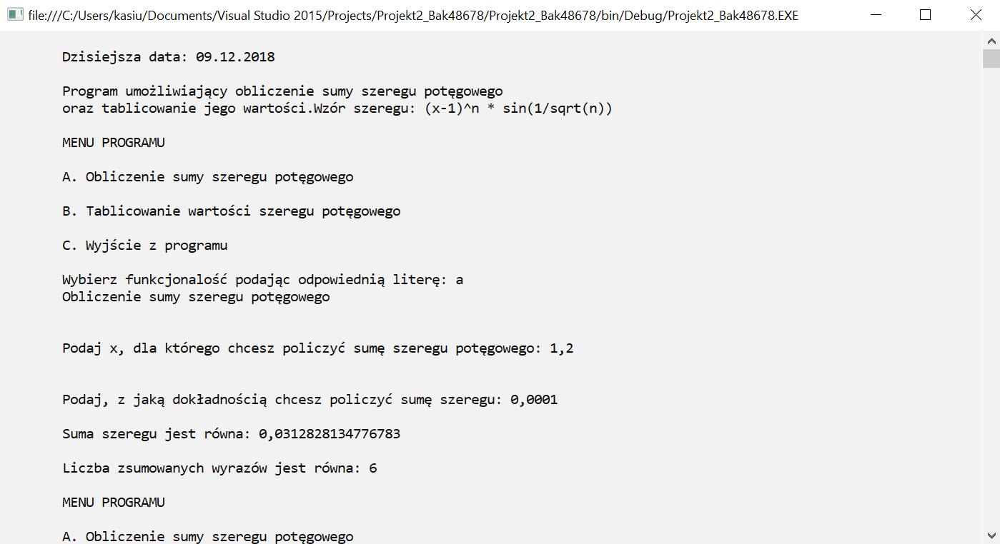 file:///C:/Users/kasiu/Documents/Visual Studio 2015/Projects/Projekt2_Bak48678/Projekt2_Bak48678/bin/Debug/Projekt2_Bak48678.EXE
Dzisiejsza data: 09.12.2018
Program umożliwiający obliczenie sumy szeregu potęgowego
oraz tablicowanie jego wartości.Wzór szeregu: (x-1)^n * sin(1/sqrt(n))
MENU PROGRAMU
A. Obliczenie sumy szeregu potęgowego
B. Tablicowanie wartości szeregu potęgowego
C. Wyjście z programu
Wybierz funkcjonalość podając odpowiednią literę: a
Obliczenie sumy szeregu potęgowego
Podaj x, dla którego chcesz policzyć sumę szeregu potęgowego: 1,2
Podaj, z jaką dokładnością chcesz policzyć sumę szeregu: 0,0001
Suma szeregu jest równa: 0,0312828134776783
Liczba zsumowanych wyrazów jest równa: 6
MENU PROGRAMU
A. Obliczenie sumy szeregu potęgowego